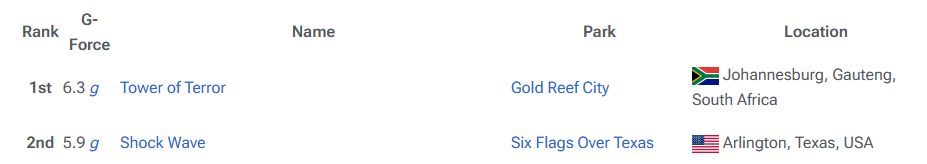 Rank G-Force Name Park Location
1st 6.3 g Tower of Terror Gold Reef City Johannesburg, Gauteng,
South Africa
2nd 5.9 g Shock Wave Six Flags Over Texas Arlington, Texas, USA